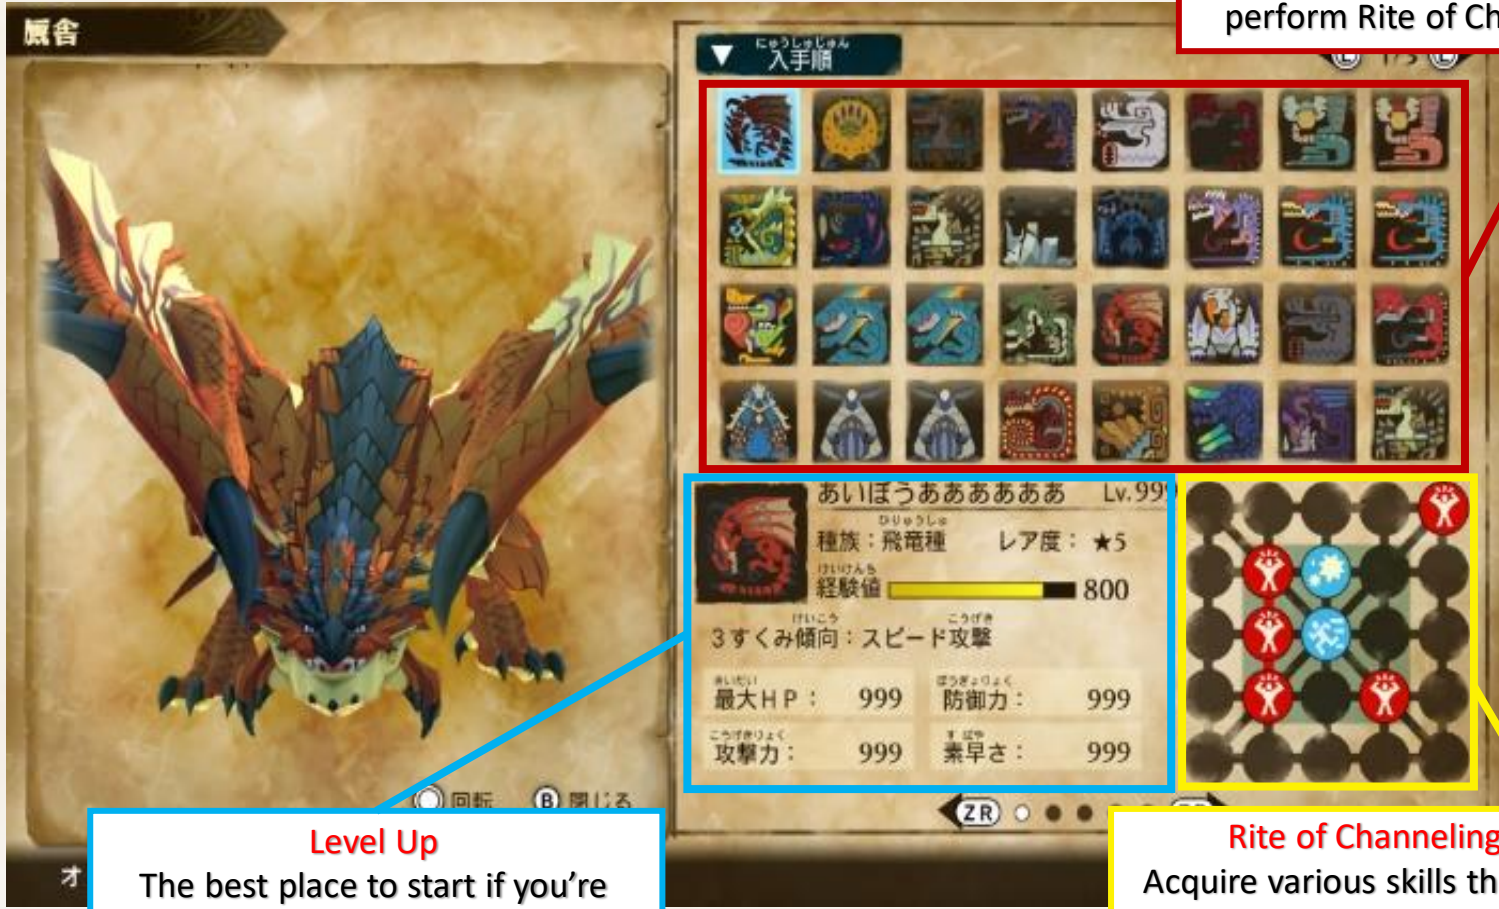 perform Rite of Ch
厩舎
にゅうしゅじゅん
▼ 入手順
あいぼうあああああああ Lv.999
ひりゅうしゅ
種族：飛竜種 レア度：★5
けいけんち
経験値 800
けいこう こうげき
3すくみ傾向：スピード攻撃
さいだい ぼうぎょりょく
最大HP： 999 防御力： 999
こうげきりょく すばや
攻撃力： 999 素早さ： 999
回転 B 閉じる
ZR
Level Up
The best place to start if you’re
Rite of Channeling
Acquire various skills th
オ